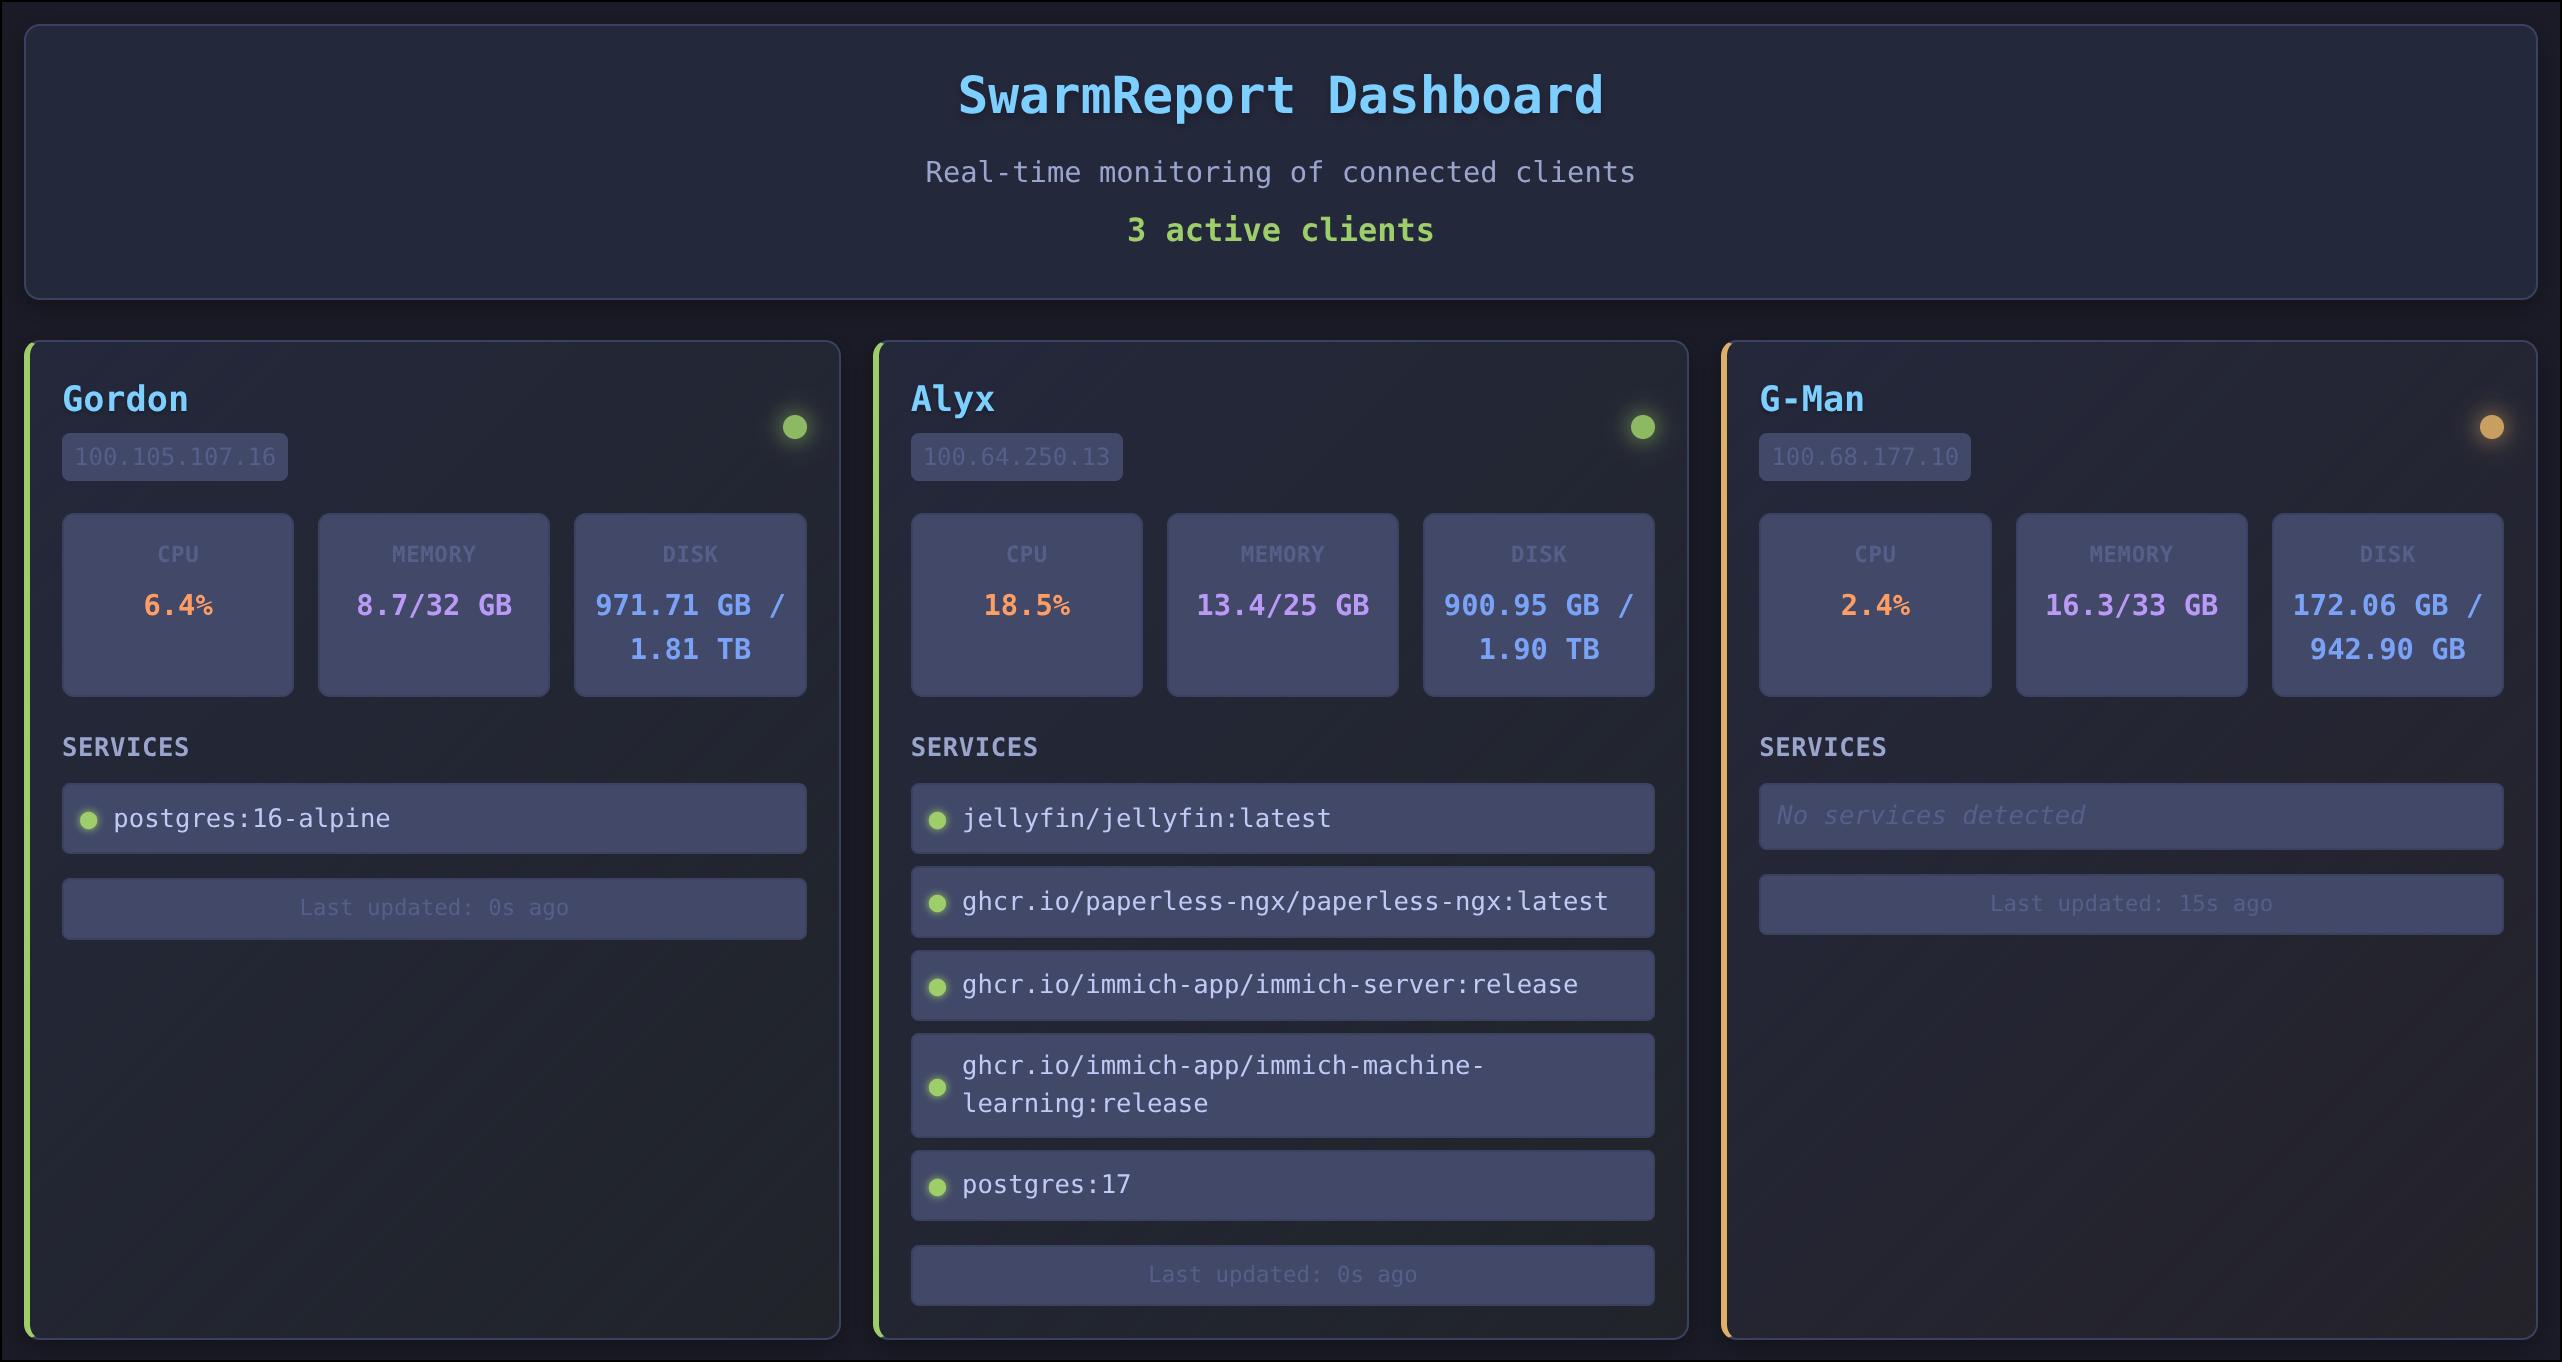 SwarmReport Dashboard
Real-time monitoring of connected clients
3 active clients
Gordon
100.105.107.16
CPU
6.4%
MEMORY
8.7/32 GB
DISK
971.71 GB /
1.81 TB
SERVICES
postgres:16-alpine
Last updated: 0s ago
Alyx
100.64.250.13
CPU
18.5%
MEMORY
13.4/25 GB
DISK
900.95 GB /
1.90 TB
SERVICES
jellyfin/jellyfin:latest
ghcr.io/paperless-ngx/paperless-ngx:latest
ghcr.io/immich-app/immich-server:release
ghcr.io/immich-app/immich-machine-
learning:release
postgres:17
Last updated: 0s ago
G-Man
100.68.177.10
CPU
2.4%
MEMORY
16.3/33 GB
DISK
172.06 GB /
942.90 GB
SERVICES
No services detected
Last updated: 15s ago